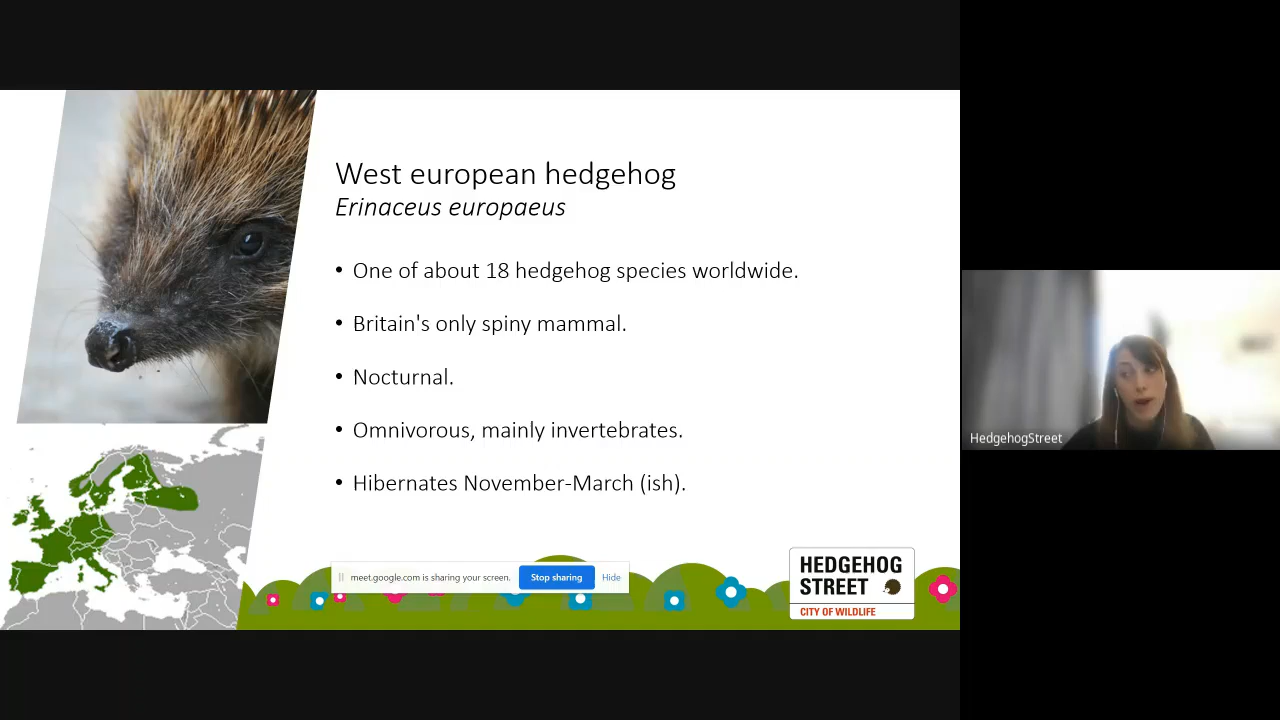 West european hedgehog
Erinaceus europaeus
• One of about 18 hedgehog species worldwide.
• Britain's only spiny mammal.
• Nocturnal.
• Omnivorous, mainly invertebrates.
• Hibernates November-March (ish).
meet.google.com is sharing your screen. Stop sharing Hide
HEDGEHOG
STREET
CITY OF WILDLIFE
HedgehogStreet